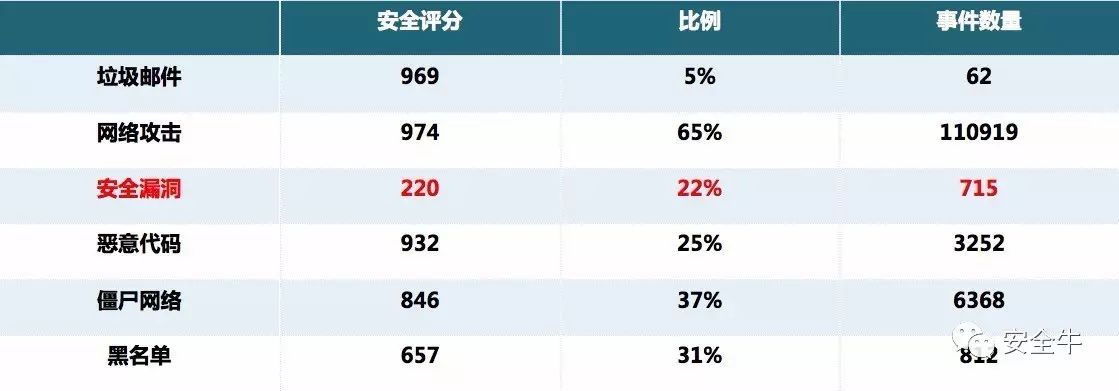 安全评分 比例 事件数量
垃圾邮件 969 5% 62
网络攻击 974 65% 110919
安全漏洞 220 22% 715
恶意代码 932 25% 3252
僵尸网络 846 37% 6368
黑名单 657 31% 812
安全牛